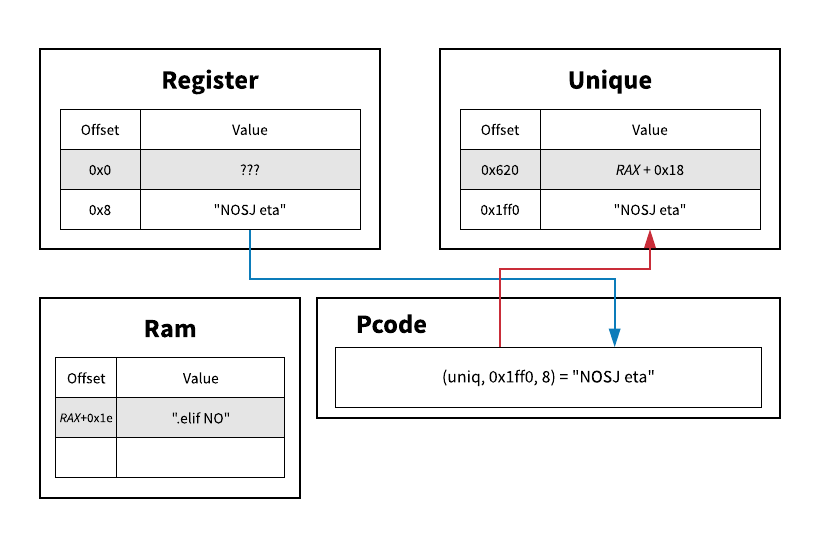 Register
Offset Value
0x0 ???
0x8 "NOSJ eta"
Unique
Offset Value
0x620 RAX + 0x18
0x1ff0 "NOSJ eta"
Ram
Offset Value
RAX+0x1e ".elif NO"
Pcode
(uniq, 0x1ff0, 8) = "NOSJ eta"